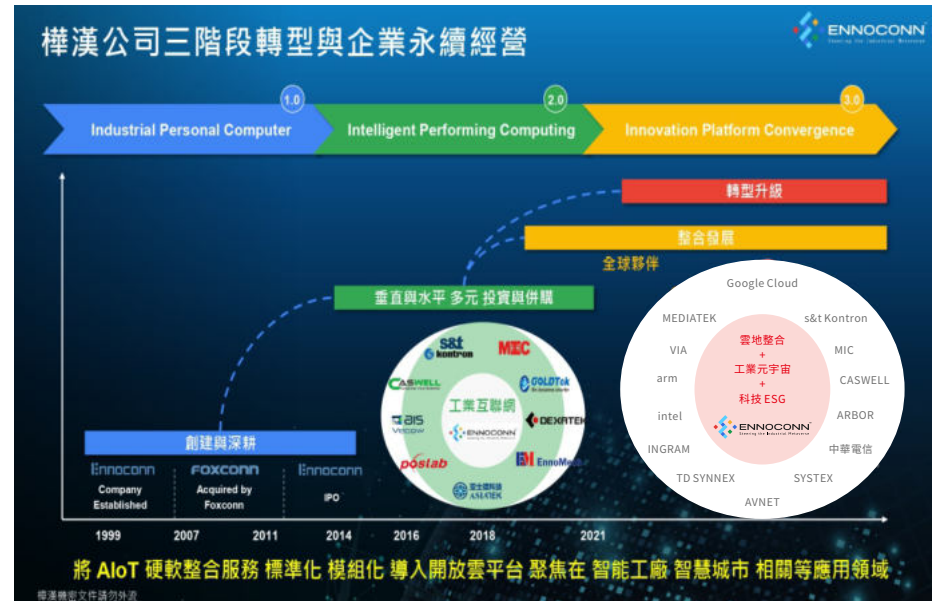 樺漢公司三階段轉型與企業永續經營
ENNOCONN
1.0
2.0
3.0
Industrial Personal Computer
Intelligent Performing Computing
Innovation Platform Convergence
轉型升級
整合發展
全球夥伴
垂直與水平 多元 投資與併購
s&t
kontron
MIC
CASWELL
GOLDTek
工業互聯網
AIS
Vecow
ENNOCONN
DEXATEK
poslab
EnnoMech
Google Cloud
MEDIATEK
s&t Kontron
VIA
MIC
arm
CASWELL
intel
ARBOR
INGRAM
中華電信
TD SYNNEX
SYSTEX
AVNET
雲地整合
+
工業元宇宙
+
科技 ESG
ENNOCONN
創建與深耕
Ennoconn
FOXCONN
Ennoconn
Company
Established
Acquired by
Foxconn
IPO
1999
2007
2011
2014
2016
2018
2021
將 AIoT 硬軟整合服務 標準化 模組化 導入開放雲平台 聚焦在 智能工廠 智慧城市 相關等應用領域
樺漢機密文件請勿外流